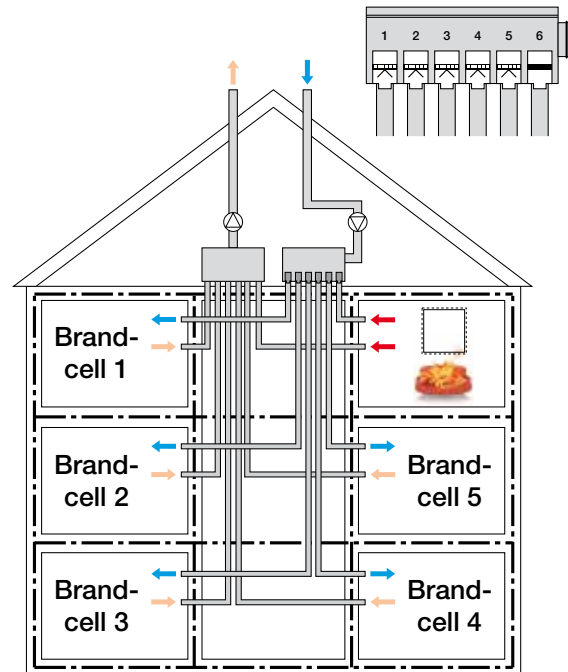 1 2 3 4 5 6
Brand-
cell 1
Brand-
cell 2
Brand-
cell 5
Brand-
cell 3
Brand-
cell 4